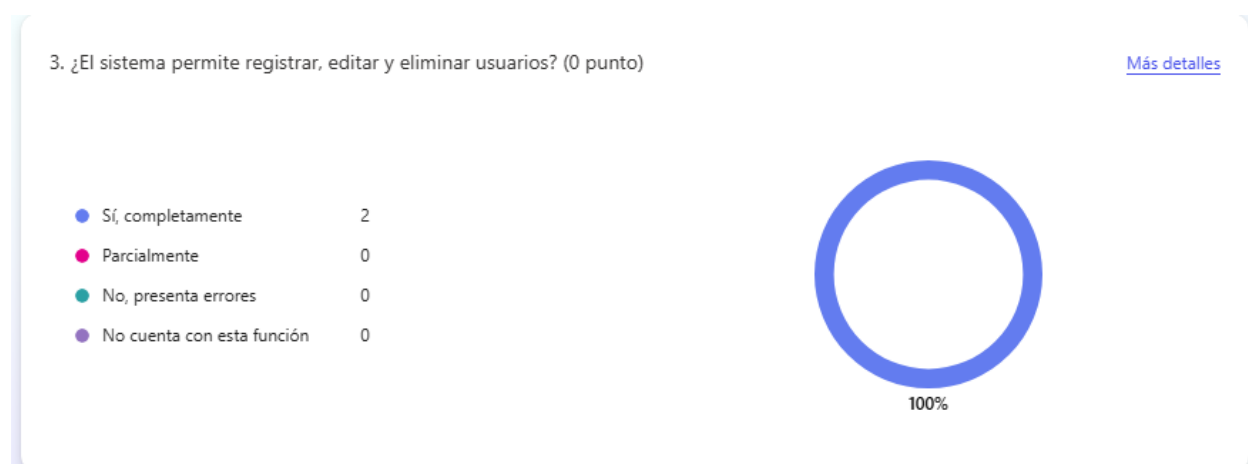 3. ¿El sistema permite registrar, editar y eliminar usuarios? (0 punto)
Más detalles
Sí, completamente 2
Parcialmente 0
No, presenta errores 0
No cuenta con esta función 0
100%